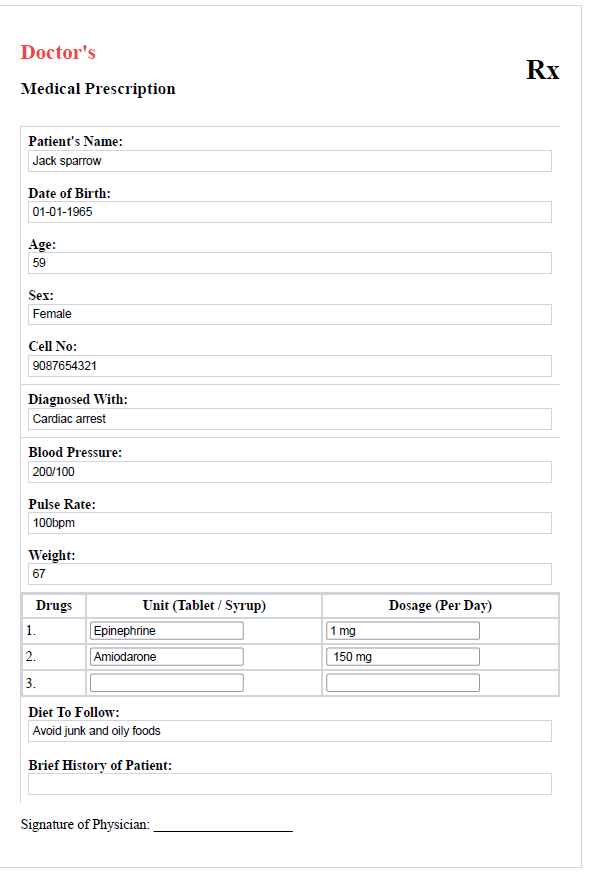 Doctor's
Rx
Medical Prescription
Patient's Name:
Jack sparrow
Date of Birth:
01-01-1965
Age:
59
Sex:
Female
Cell No:
9087654321
Diagnosed With:
Cardiac arrest
Blood Pressure:
200/100
Pulse Rate:
100bpm
Weight:
67
Drugs Unit (Tablet / Syrup) Dosage (Per Day)
1. Epinephrine 1 mg
2. Amiodarone 150 mg
3.
Diet To Follow:
Avoid junk and oily foods
Brief History of Patient:
Signature of Physician: ____________________